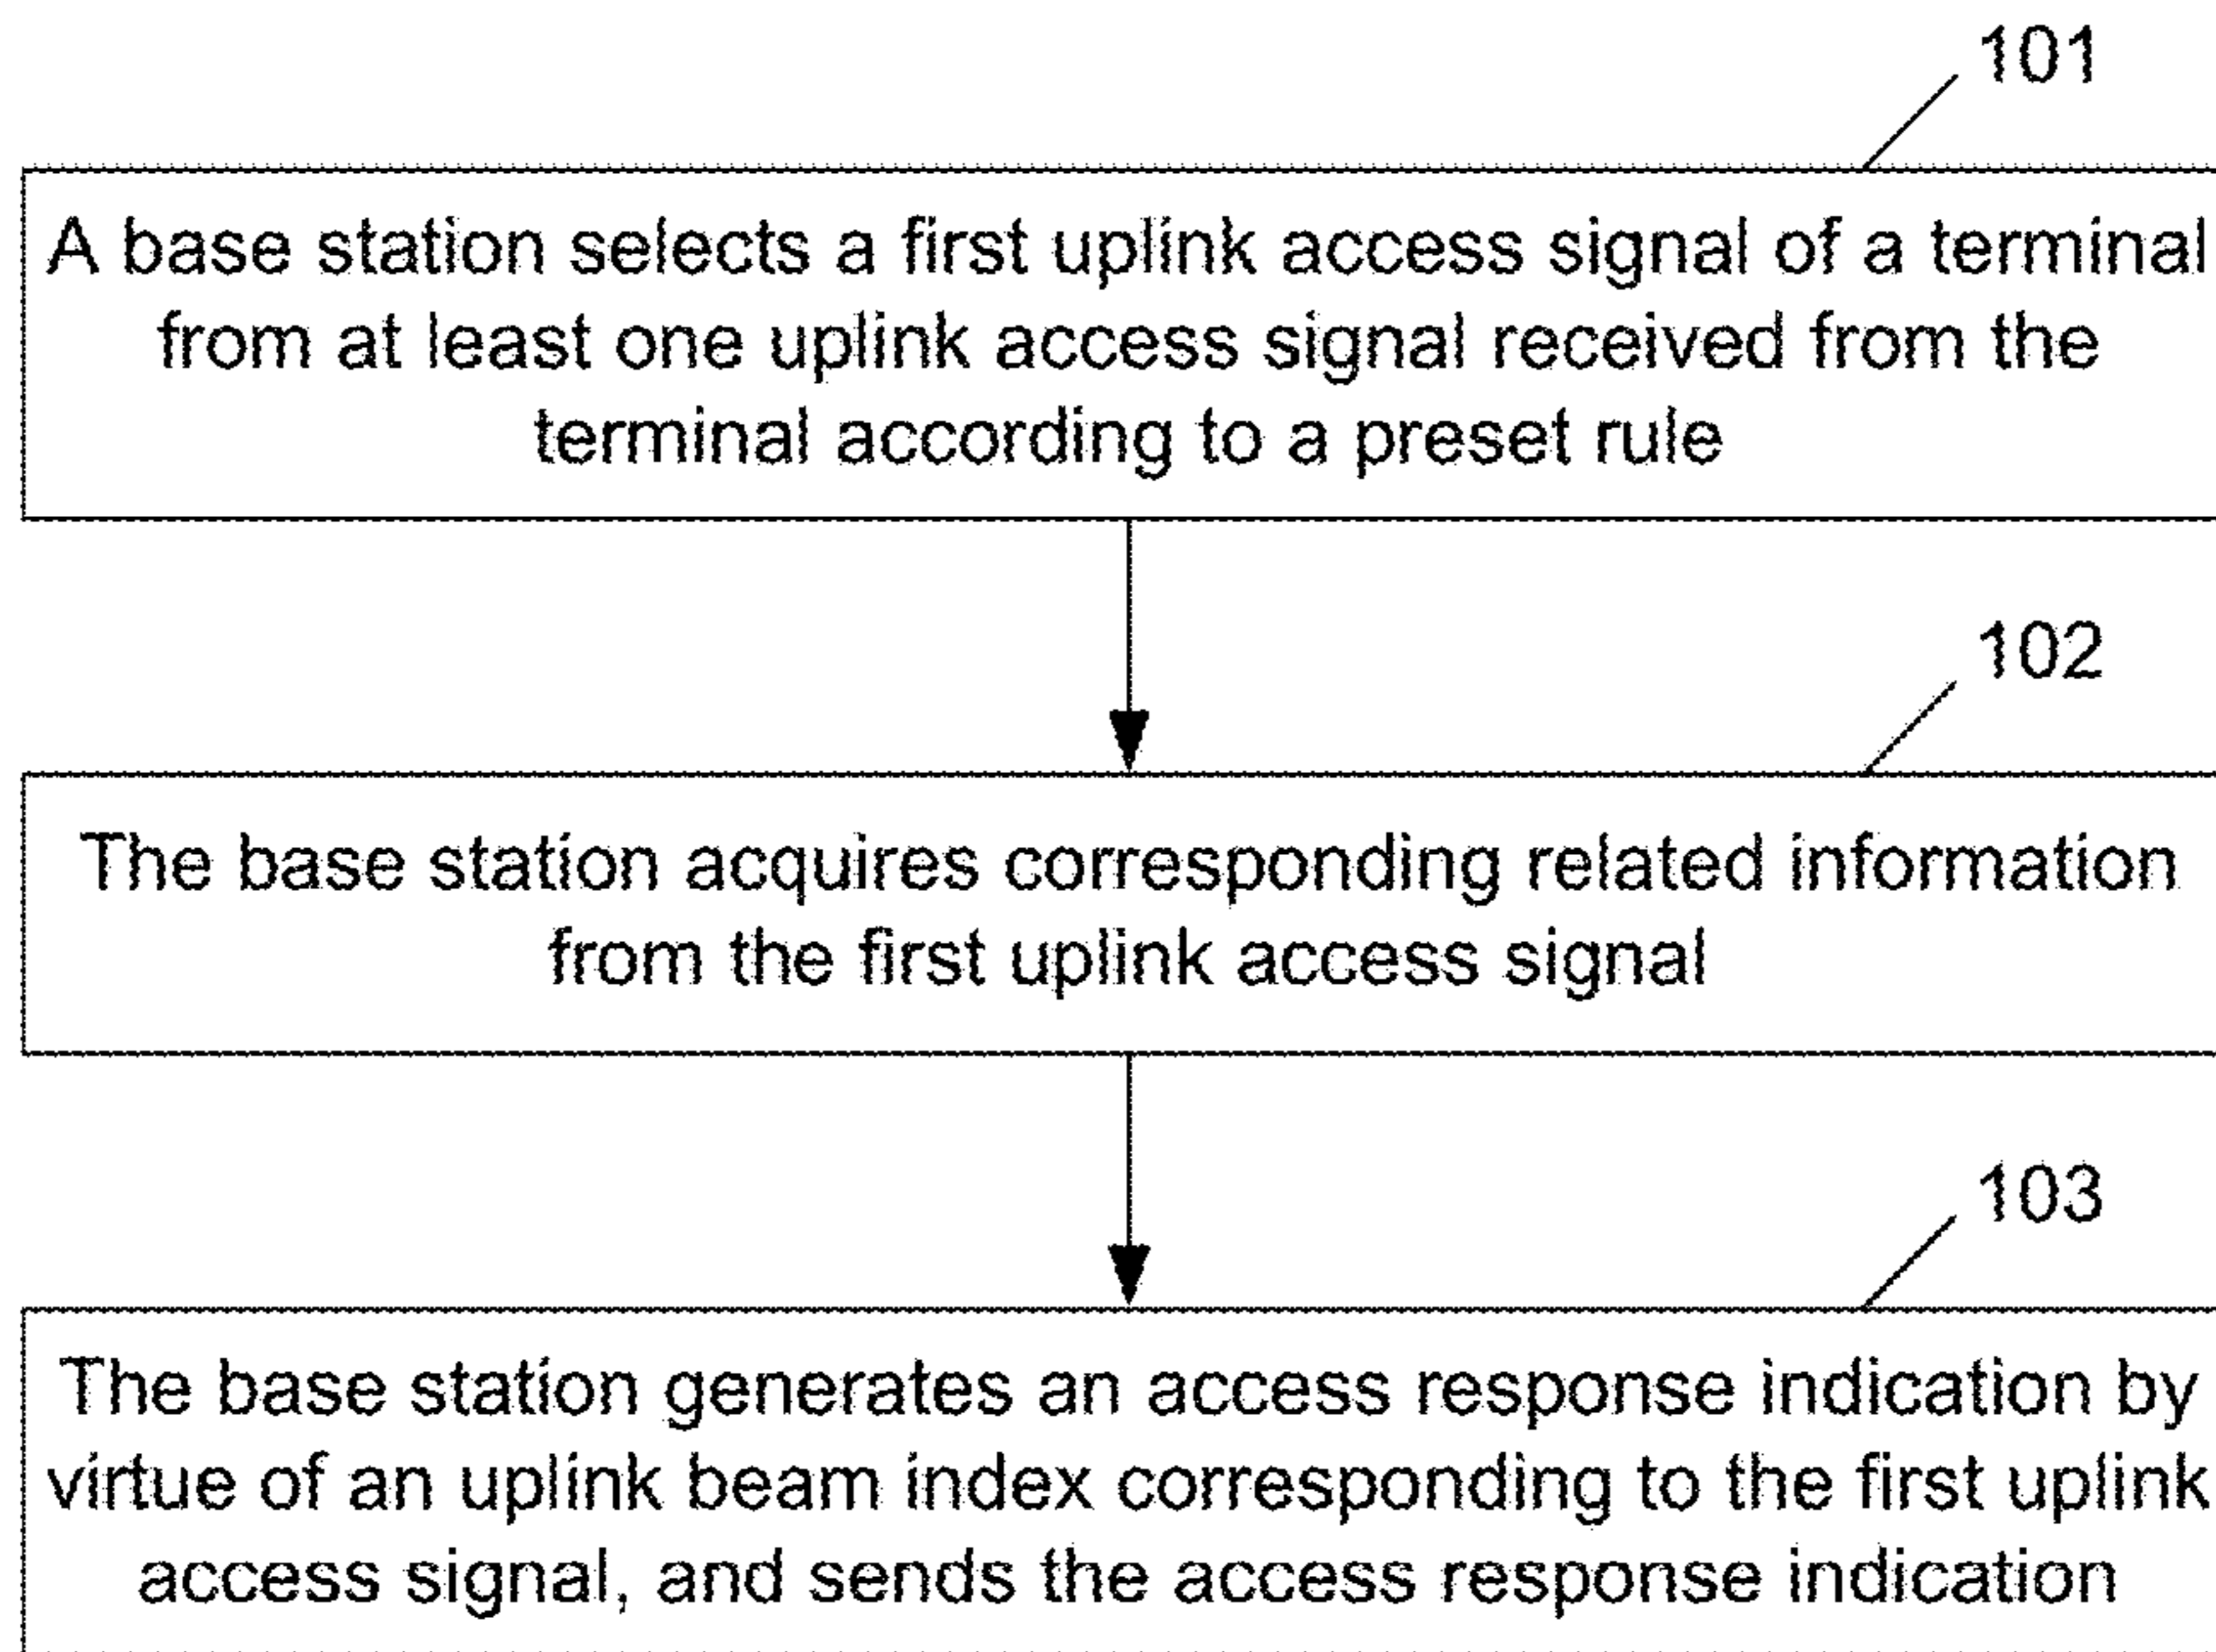 101
A base station selects a first uplink access signal of a terminal
from at least one uplink access signal received from the
terminal according to a preset rule
102
The base station acquires corresponding related information
from the first uplink access signal
103
The base station generates an access response indication by
virtue of an uplink beam index corresponding to the first uplink
access signal, and sends the access response indication